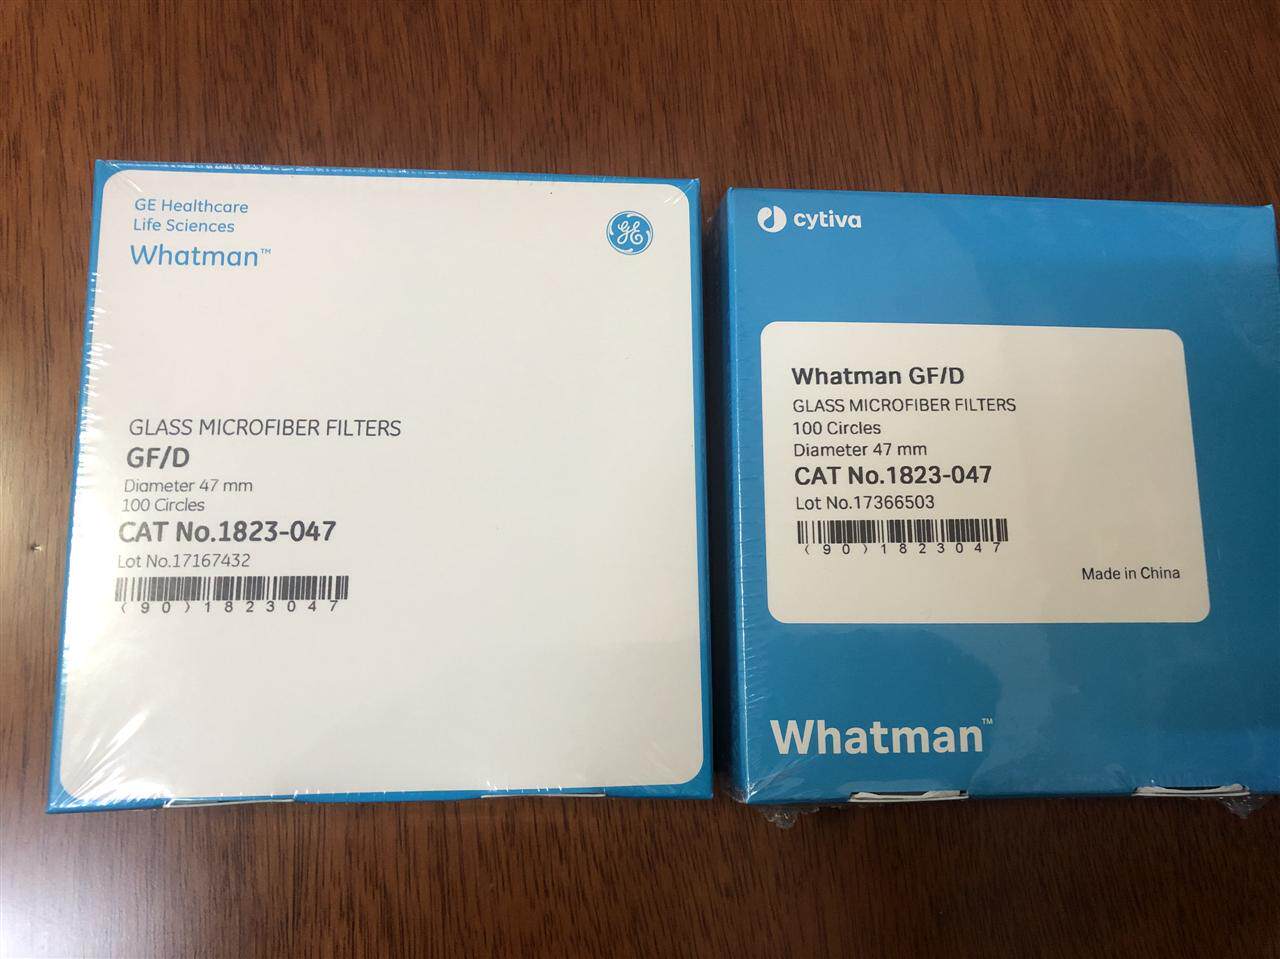 GE Healthcare
Life Sciences
Whatman™
GE
GLASS MICROFIBER FILTERS
GF/D
Diameter 47 mm
100 Circles
CAT No.1823-047
Lot No.17167432
(90)1823047
cytiva
Whatman GF/D
GLASS MICROFIBER FILTERS
100 Circles
Diameter 47 mm
CAT No.1823-047
Lot No.17366503
(90)1823047
Made in China
Whatman™